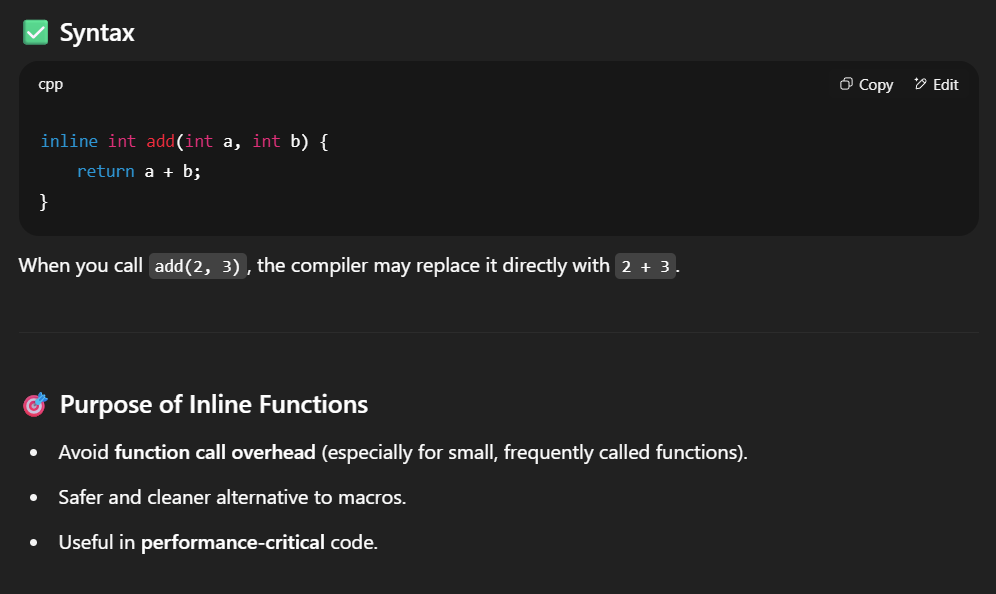 ✅ Syntax
cpp
Copy
Edit
inline int add(int a, int b) {
    return a + b;
}
When you call add(2, 3), the compiler may replace it directly with 2 + 3.
🎯 Purpose of Inline Functions
• Avoid function call overhead (especially for small, frequently called functions).
• Safer and cleaner alternative to macros.
• Useful in performance-critical code.